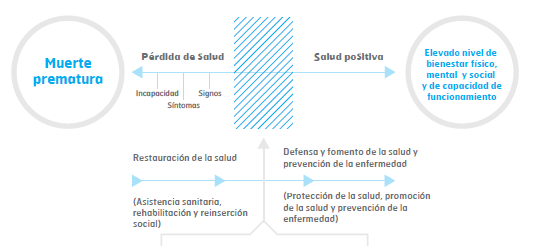 Muerte
prematura
Pérdida de Salud
Incapacidad
Síntomas
Signos
Salud positiva
Elevado nivel de
bienestar físico,
mental y social
y de capacidad de
funcionamiento
Restauración de la salud
(Asistencia sanitaria,
rehabilitación y reinserción
social)
Defensa y fomento de la salud y
prevención de la enfermedad
(Protección de la salud, promoción
de la salud y prevención de la
enfermedad)